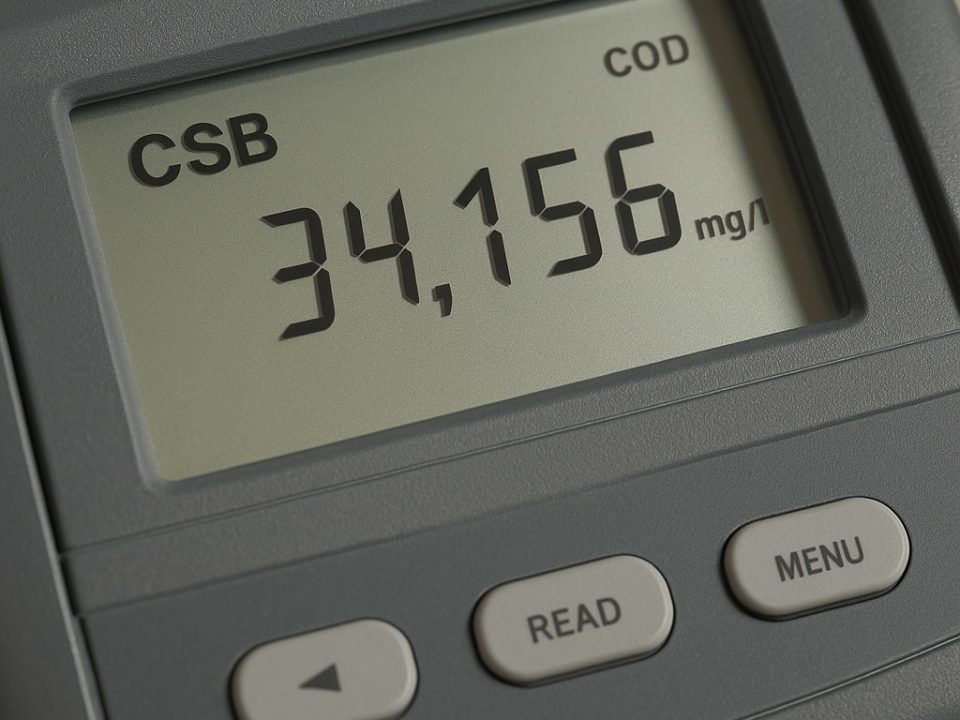 COD
CSB
34,156 mg/l
READ
MENU